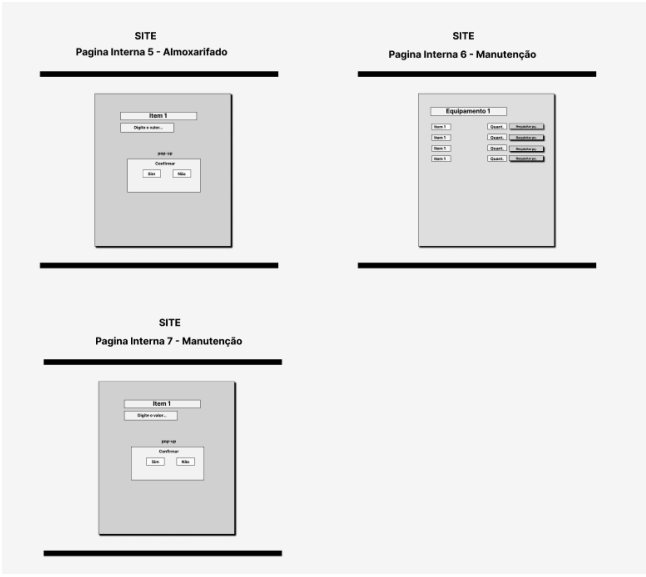 SITE
Pagina Interna 5 - Almoxarifado
Item 1
Digite o valor...
pop-up
Confirmar
Sim Não
SITE
Pagina Interna 6 - Manutenção
Equipamento 1
Item 1 Quant.
Item 1 Quant.
Item 1 Quant.
Item 1 Quant.
SITE
Pagina Interna 7 - Manutenção
Item 1
Digite o valor...
pop-up
Confirmar
Sim Não